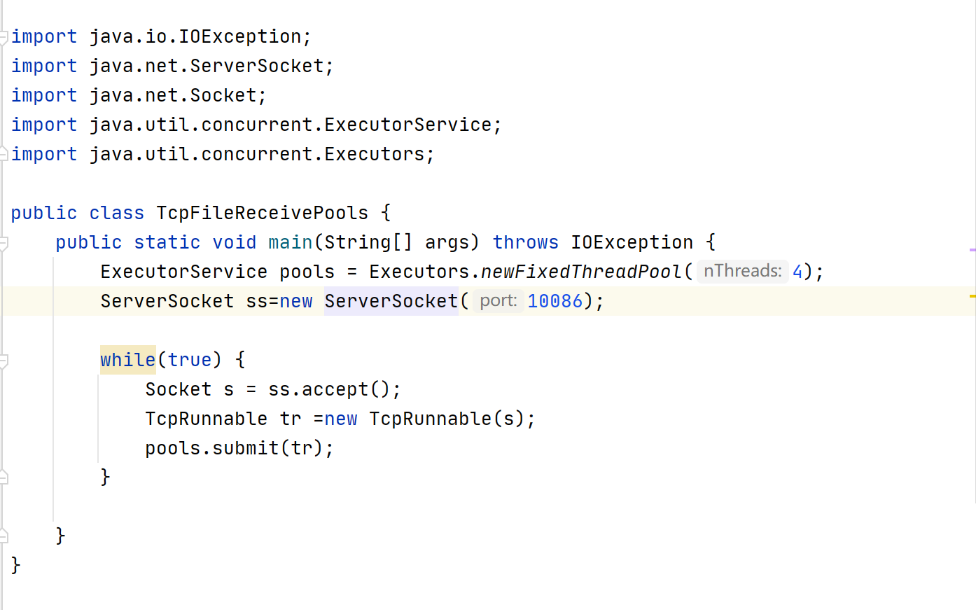 import java.io.IOException;
import java.net.ServerSocket;
import java.net.Socket;
import java.util.concurrent.ExecutorService;
import java.util.concurrent.Executors;
public class TcpFileReceivePools {
public static void main(String[] args) throws IOException {
ExecutorService pools = Executors.newFixedThreadPool( nThreads: 4);
ServerSocket ss=new ServerSocket( port: 10086);
while(true) {
Socket s = ss.accept();
TcpRunnable tr =new TcpRunnable(s);
pools.submit(tr);
}
}
}